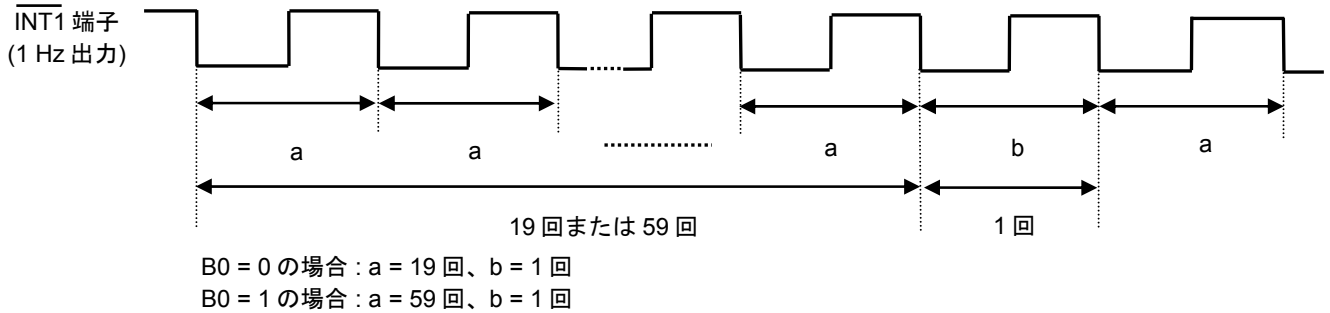 INT1 端子
(1 Hz 出力)
a a a b a
19 回または 59 回 1 回
B0 = 0 の場合 : a = 19 回、b = 1 回
B0 = 1 の場合 : a = 59 回、b = 1 回